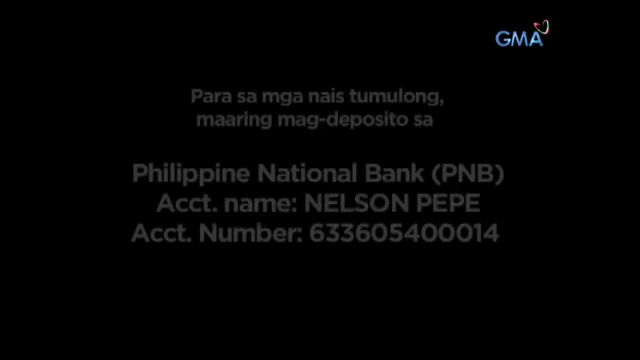 GMA
Para sa mga nais tumulong,
maaring mag-deposito sa
Philippine National Bank (PNB)
Acct. name: NELSON PEPE
Acct. Number: 633605400014